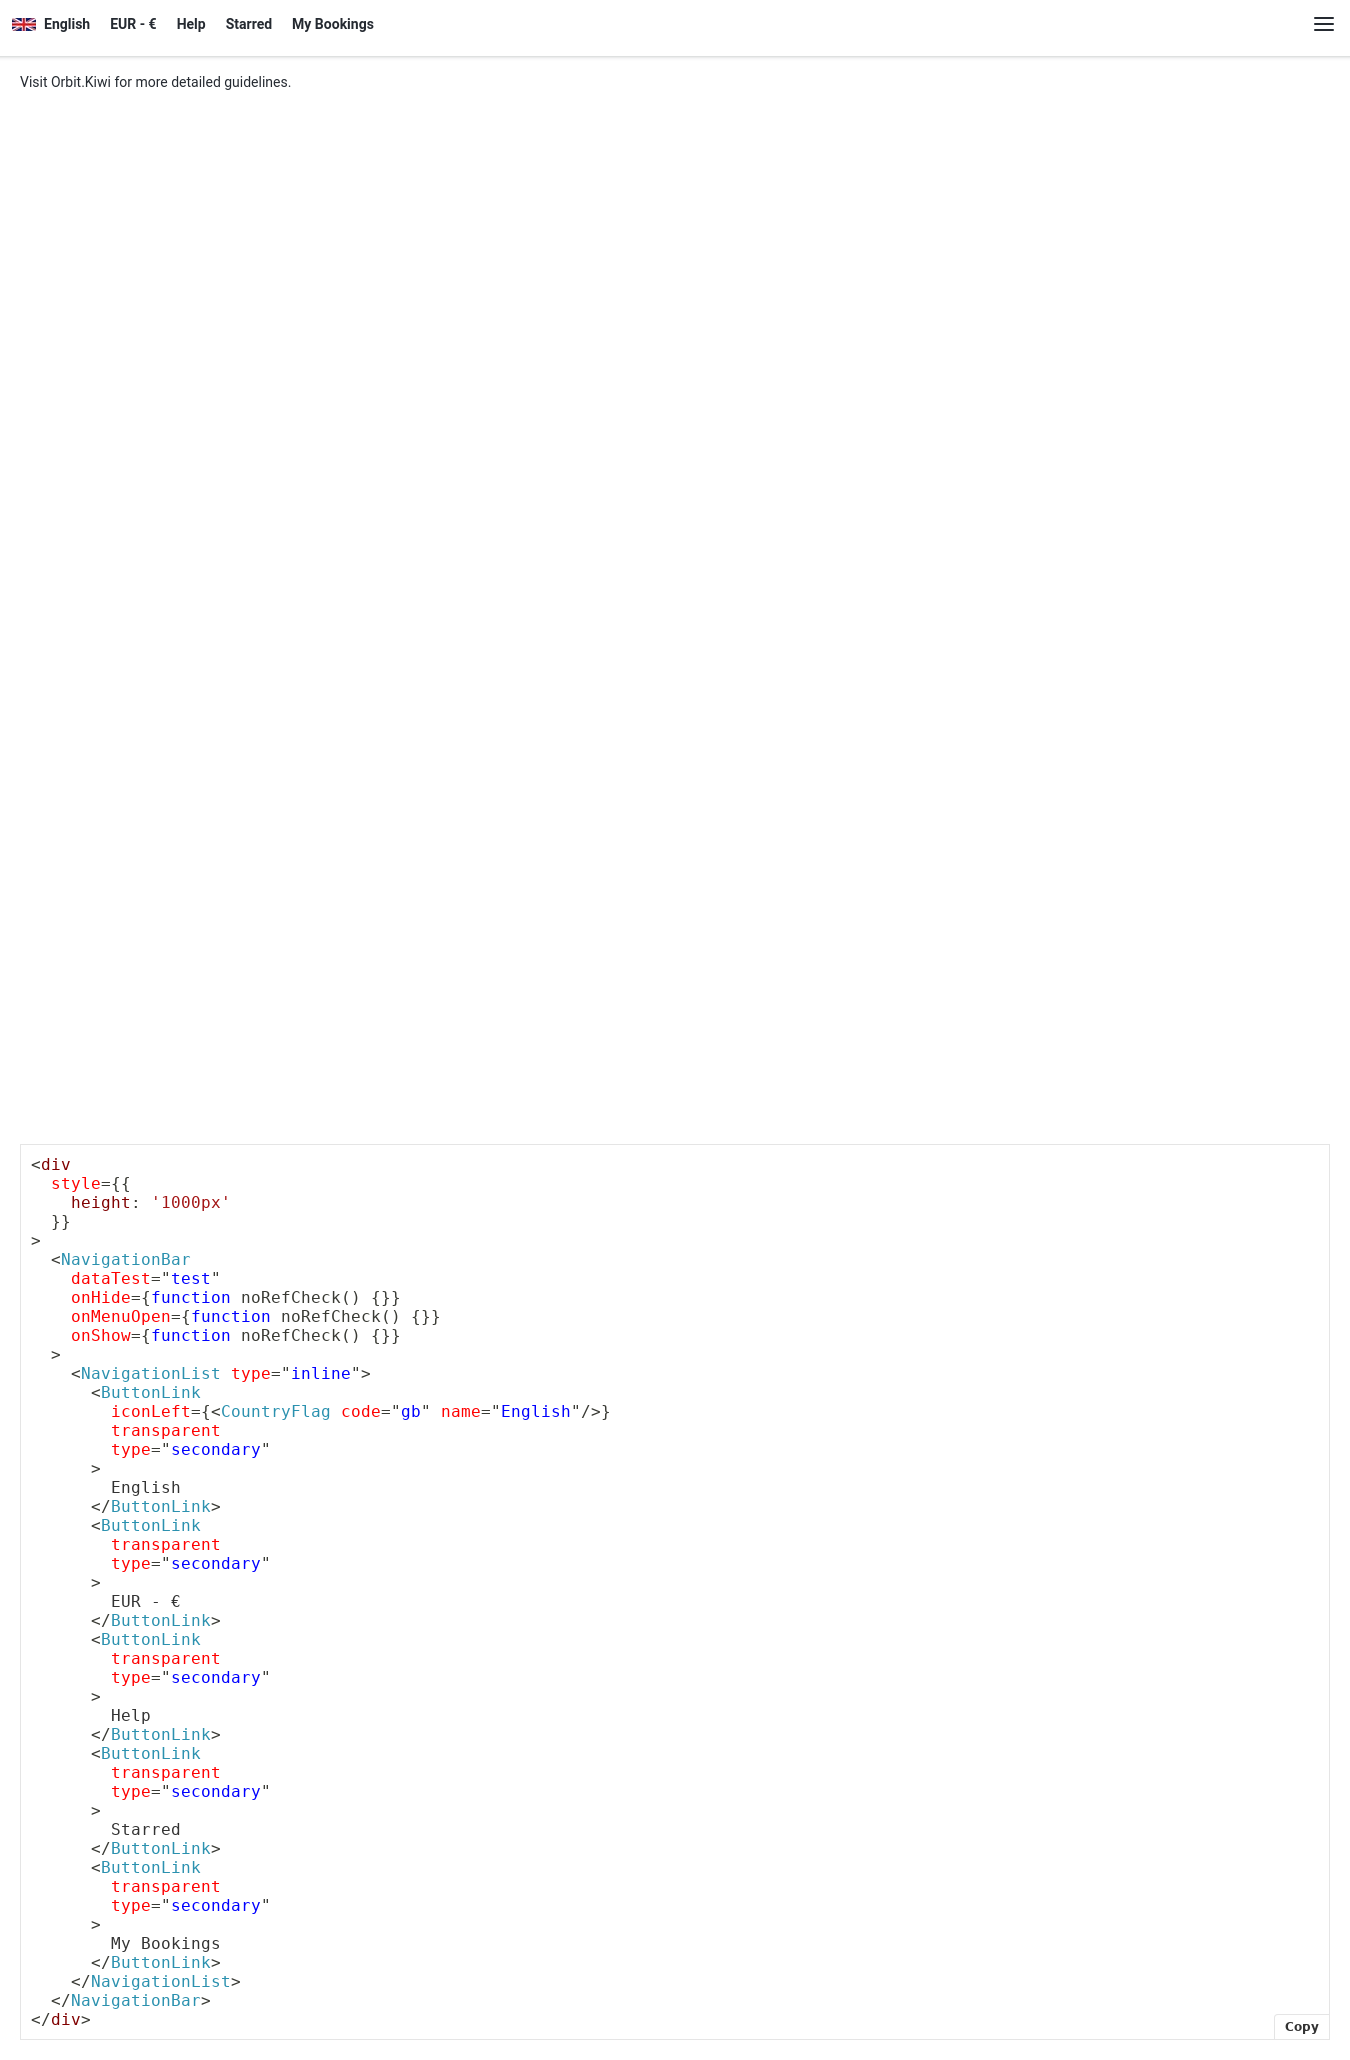 English EUR - € Help Starred My Bookings
Visit Orbit.Kiwi for more detailed guidelines.
<div
  style={{
    height: '1000px'
  }}
>
  <NavigationBar
    dataTest="test"
    onHide={function noRefCheck() {}}
    onMenuOpen={function noRefCheck() {}}
    onShow={function noRefCheck() {}}
  >
    <NavigationList type="inline">
      <ButtonLink
        iconLeft={<CountryFlag code="gb" name="English"/>}
        transparent
        type="secondary"
      >
        English
      </ButtonLink>
      <ButtonLink
        transparent
        type="secondary"
      >
        EUR - €
      </ButtonLink>
      <ButtonLink
        transparent
        type="secondary"
      >
        Help
      </ButtonLink>
      <ButtonLink
        transparent
        type="secondary"
      >
        Starred
      </ButtonLink>
      <ButtonLink
        transparent
        type="secondary"
      >
        My Bookings
      </ButtonLink>
    </NavigationList>
  </NavigationBar>
</div>
Copy